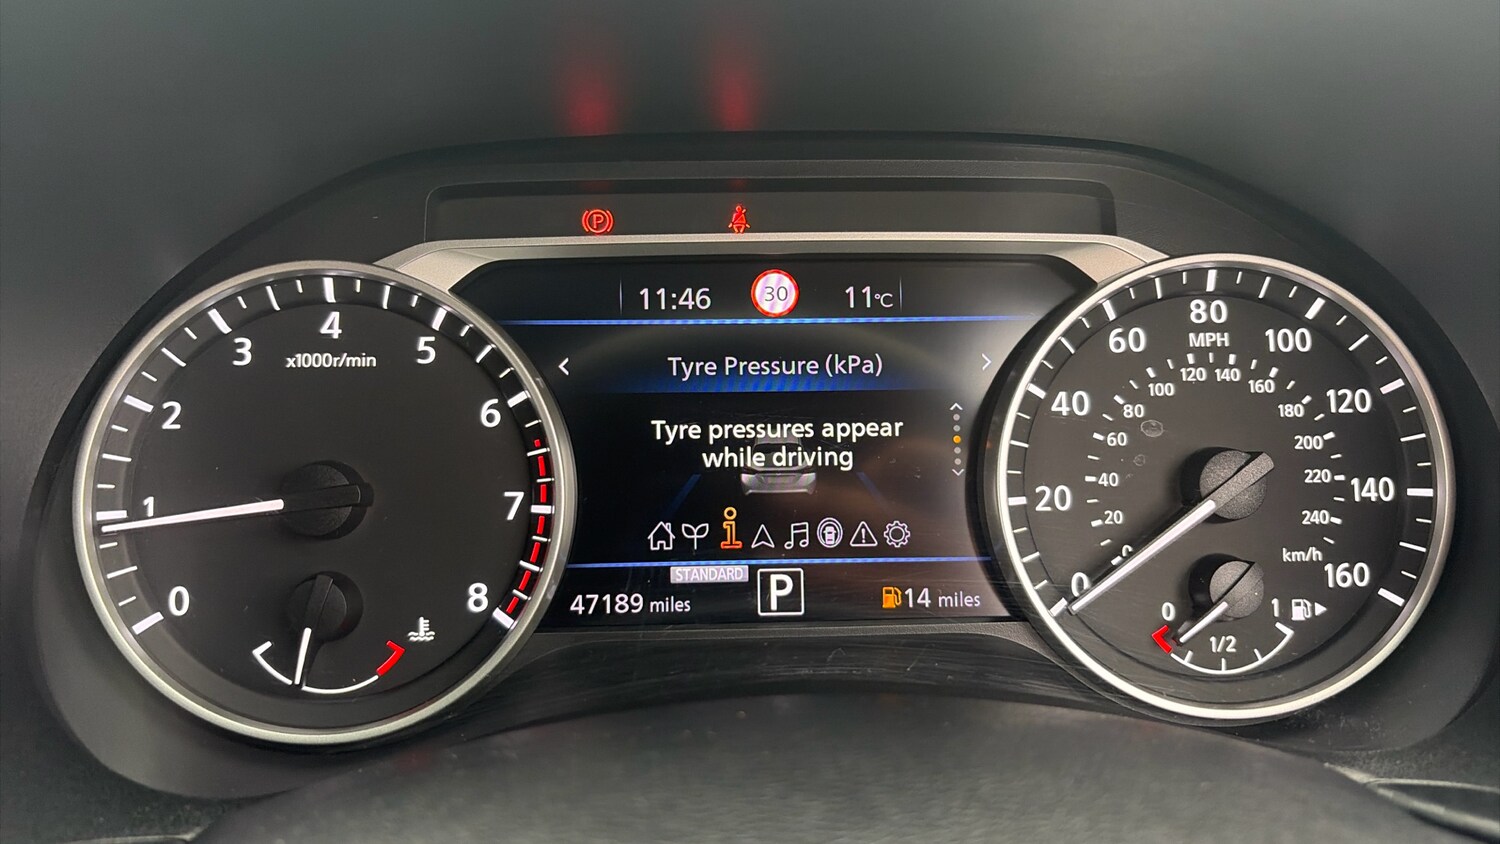 P
11:46 30 11°C
< Tyre Pressure (kPa) >
Tyre pressures appear
while driving
STANDARD
47189 miles P 14 miles
0 1 2 3 4 5 6 7 8
x1000r/min
0 20 40 60 80 100 120 140 160
MPH
0 20 40 60 80 100 120 140 160 180 200 220 240
km/h
0 1/2 1